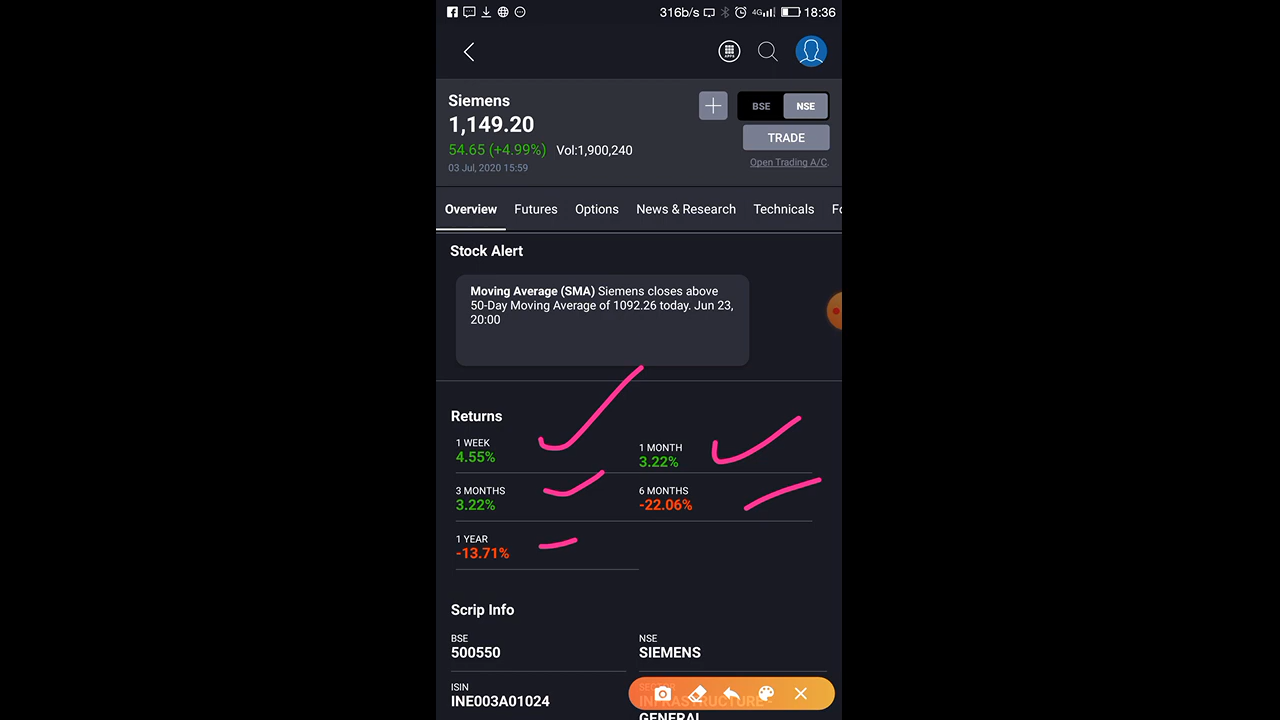 316b/s 4G 18:36
Siemens
1,149.20
54.65 (+4.99%) Vol:1,900,240
03 Jul, 2020 15:59
BSE NSE
TRADE
Open Trading A/C.
Overview Futures Options News & Research Technicals Fo
Stock Alert
Moving Average (SMA) Siemens closes above
50-Day Moving Average of 1092.26 today. Jun 23,
20:00
Returns
1 WEEK
4.55%
1 MONTH
3.22%
3 MONTHS
3.22%
6 MONTHS
-22.06%
1 YEAR
-13.71%
Scrip Info
BSE
500550
NSE
SIEMENS
ISIN
INE003A01024
SECTOR
INFRASTRUCTURE -
GENERAL